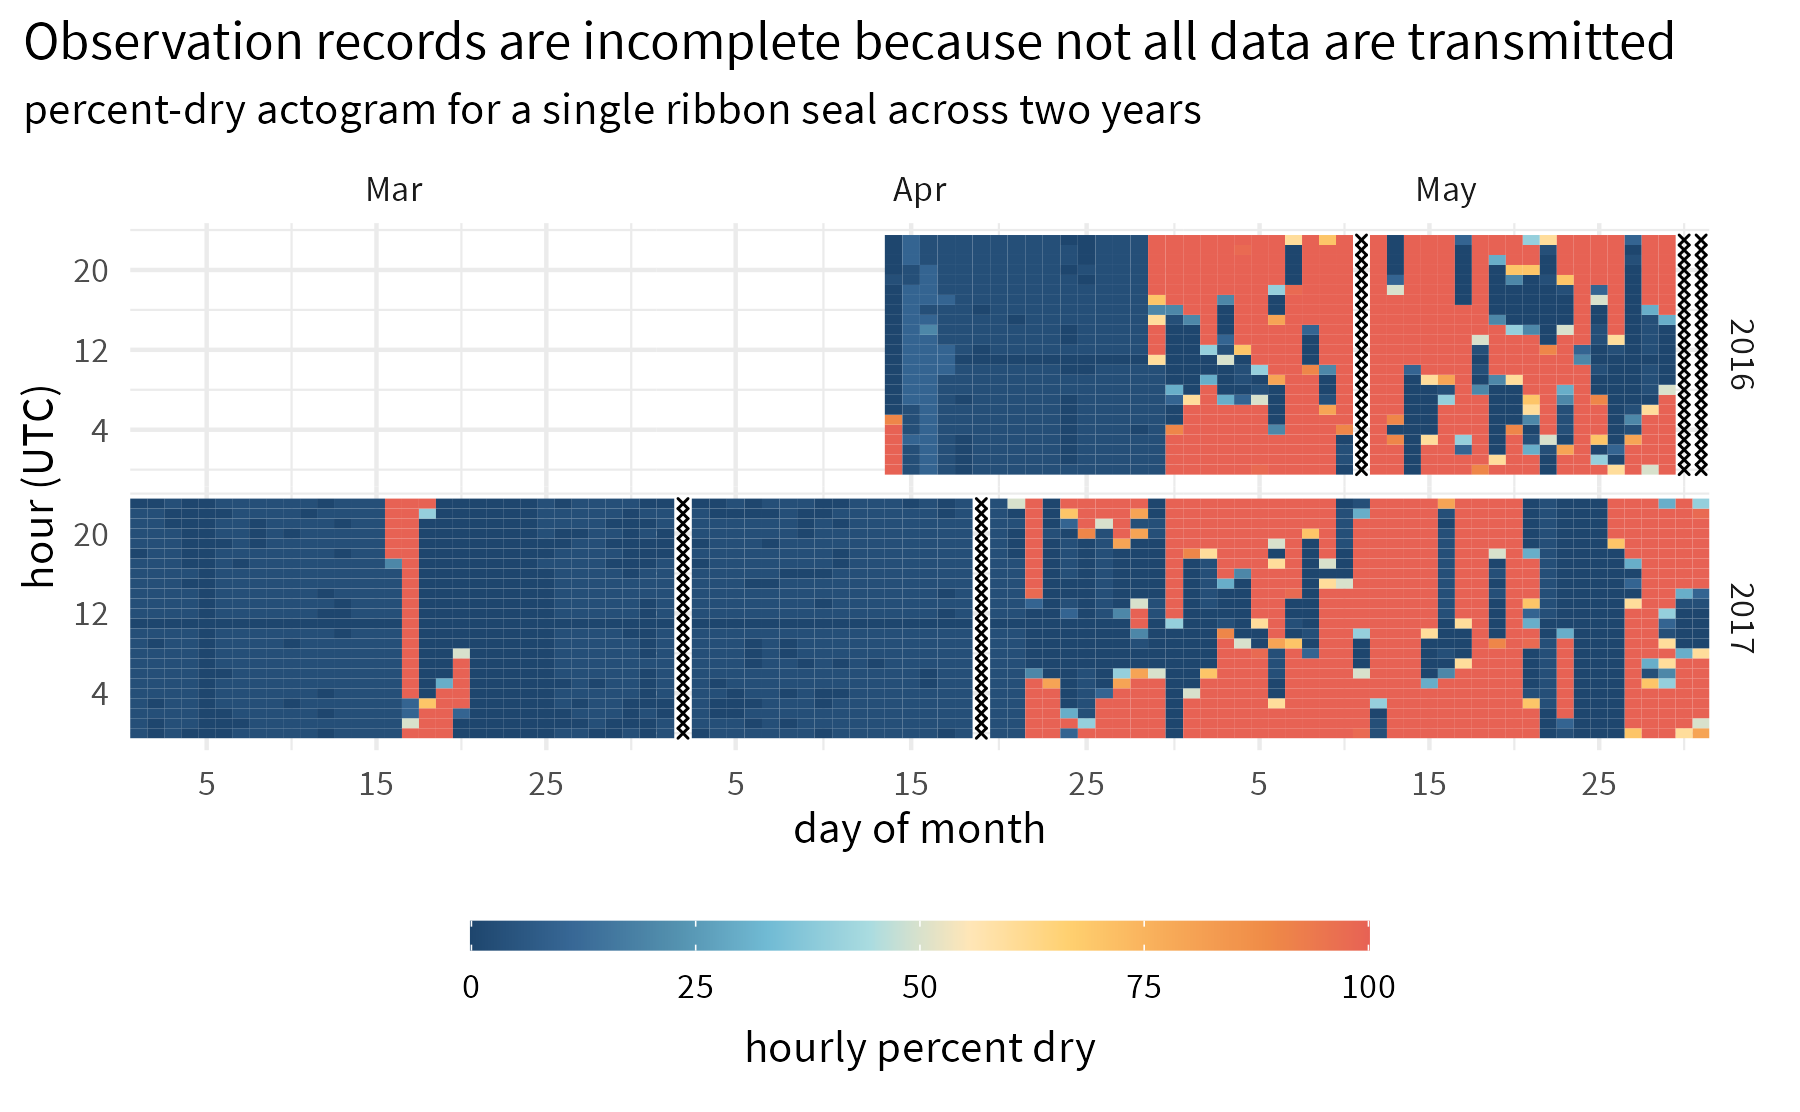 Observation records are incomplete because not all data are transmitted
percent-dry actogram for a single ribbon seal across two years
Mar Apr May
20
12
4
2016
hour (UTC)
20
12
4
2017
5 15 25 5 15 25 5 15 25
day of month
0 25 50 75 100
hourly percent dry